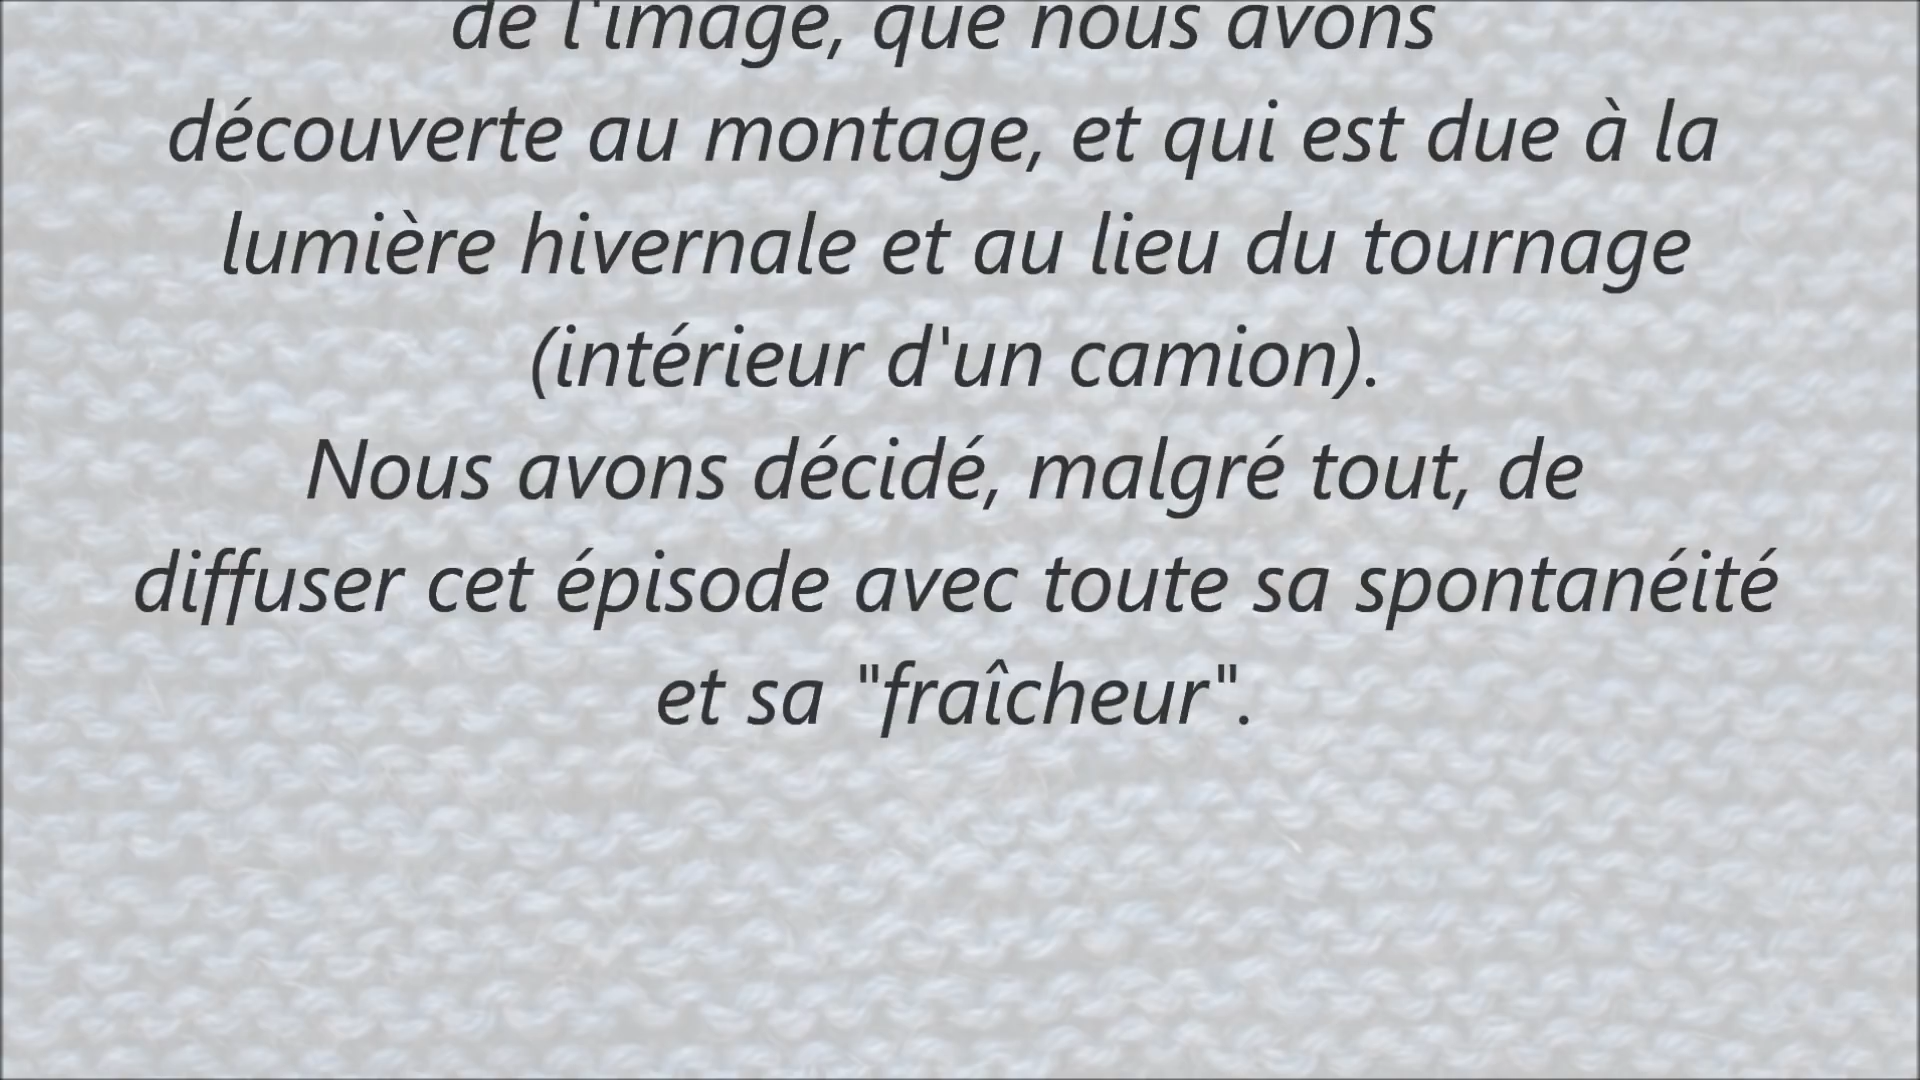 de l'image, que nous avons
découverte au montage, et qui est due à la
lumière hivernale et au lieu du tournage
(intérieur d'un camion).
Nous avons décidé, malgré tout, de
diffuser cet épisode avec toute sa spontanéité
et sa "fraîcheur".